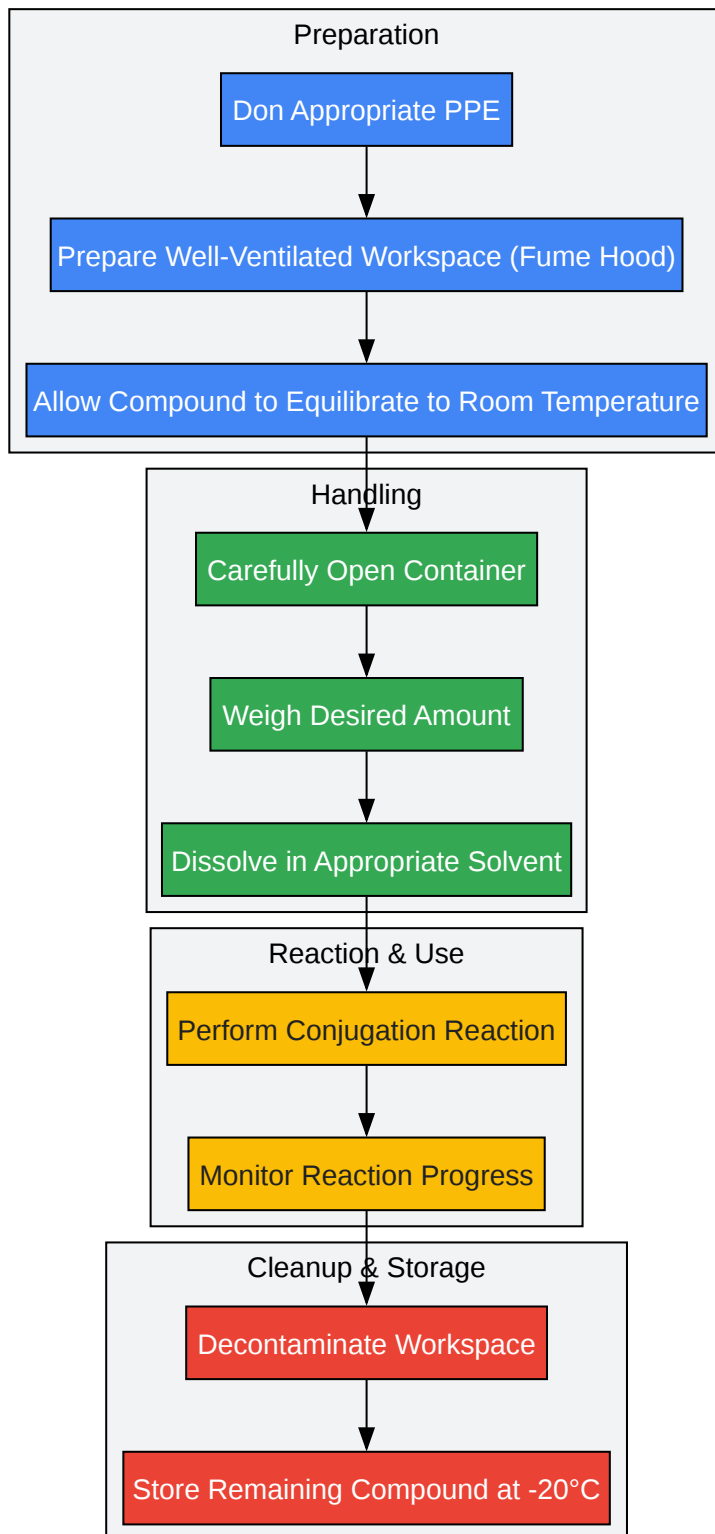 Preparation
Don Appropriate PPE
Prepare Well-Ventilated Workspace (Fume Hood)
Allow Compound to Equilibrate to Room Temperature
Handling
Carefully Open Container
Weigh Desired Amount
Dissolve in Appropriate Solvent
Reaction & Use
Perform Conjugation Reaction
Monitor Reaction Progress
Cleanup & Storage
Decontaminate Workspace
Store Remaining Compound at -20°C